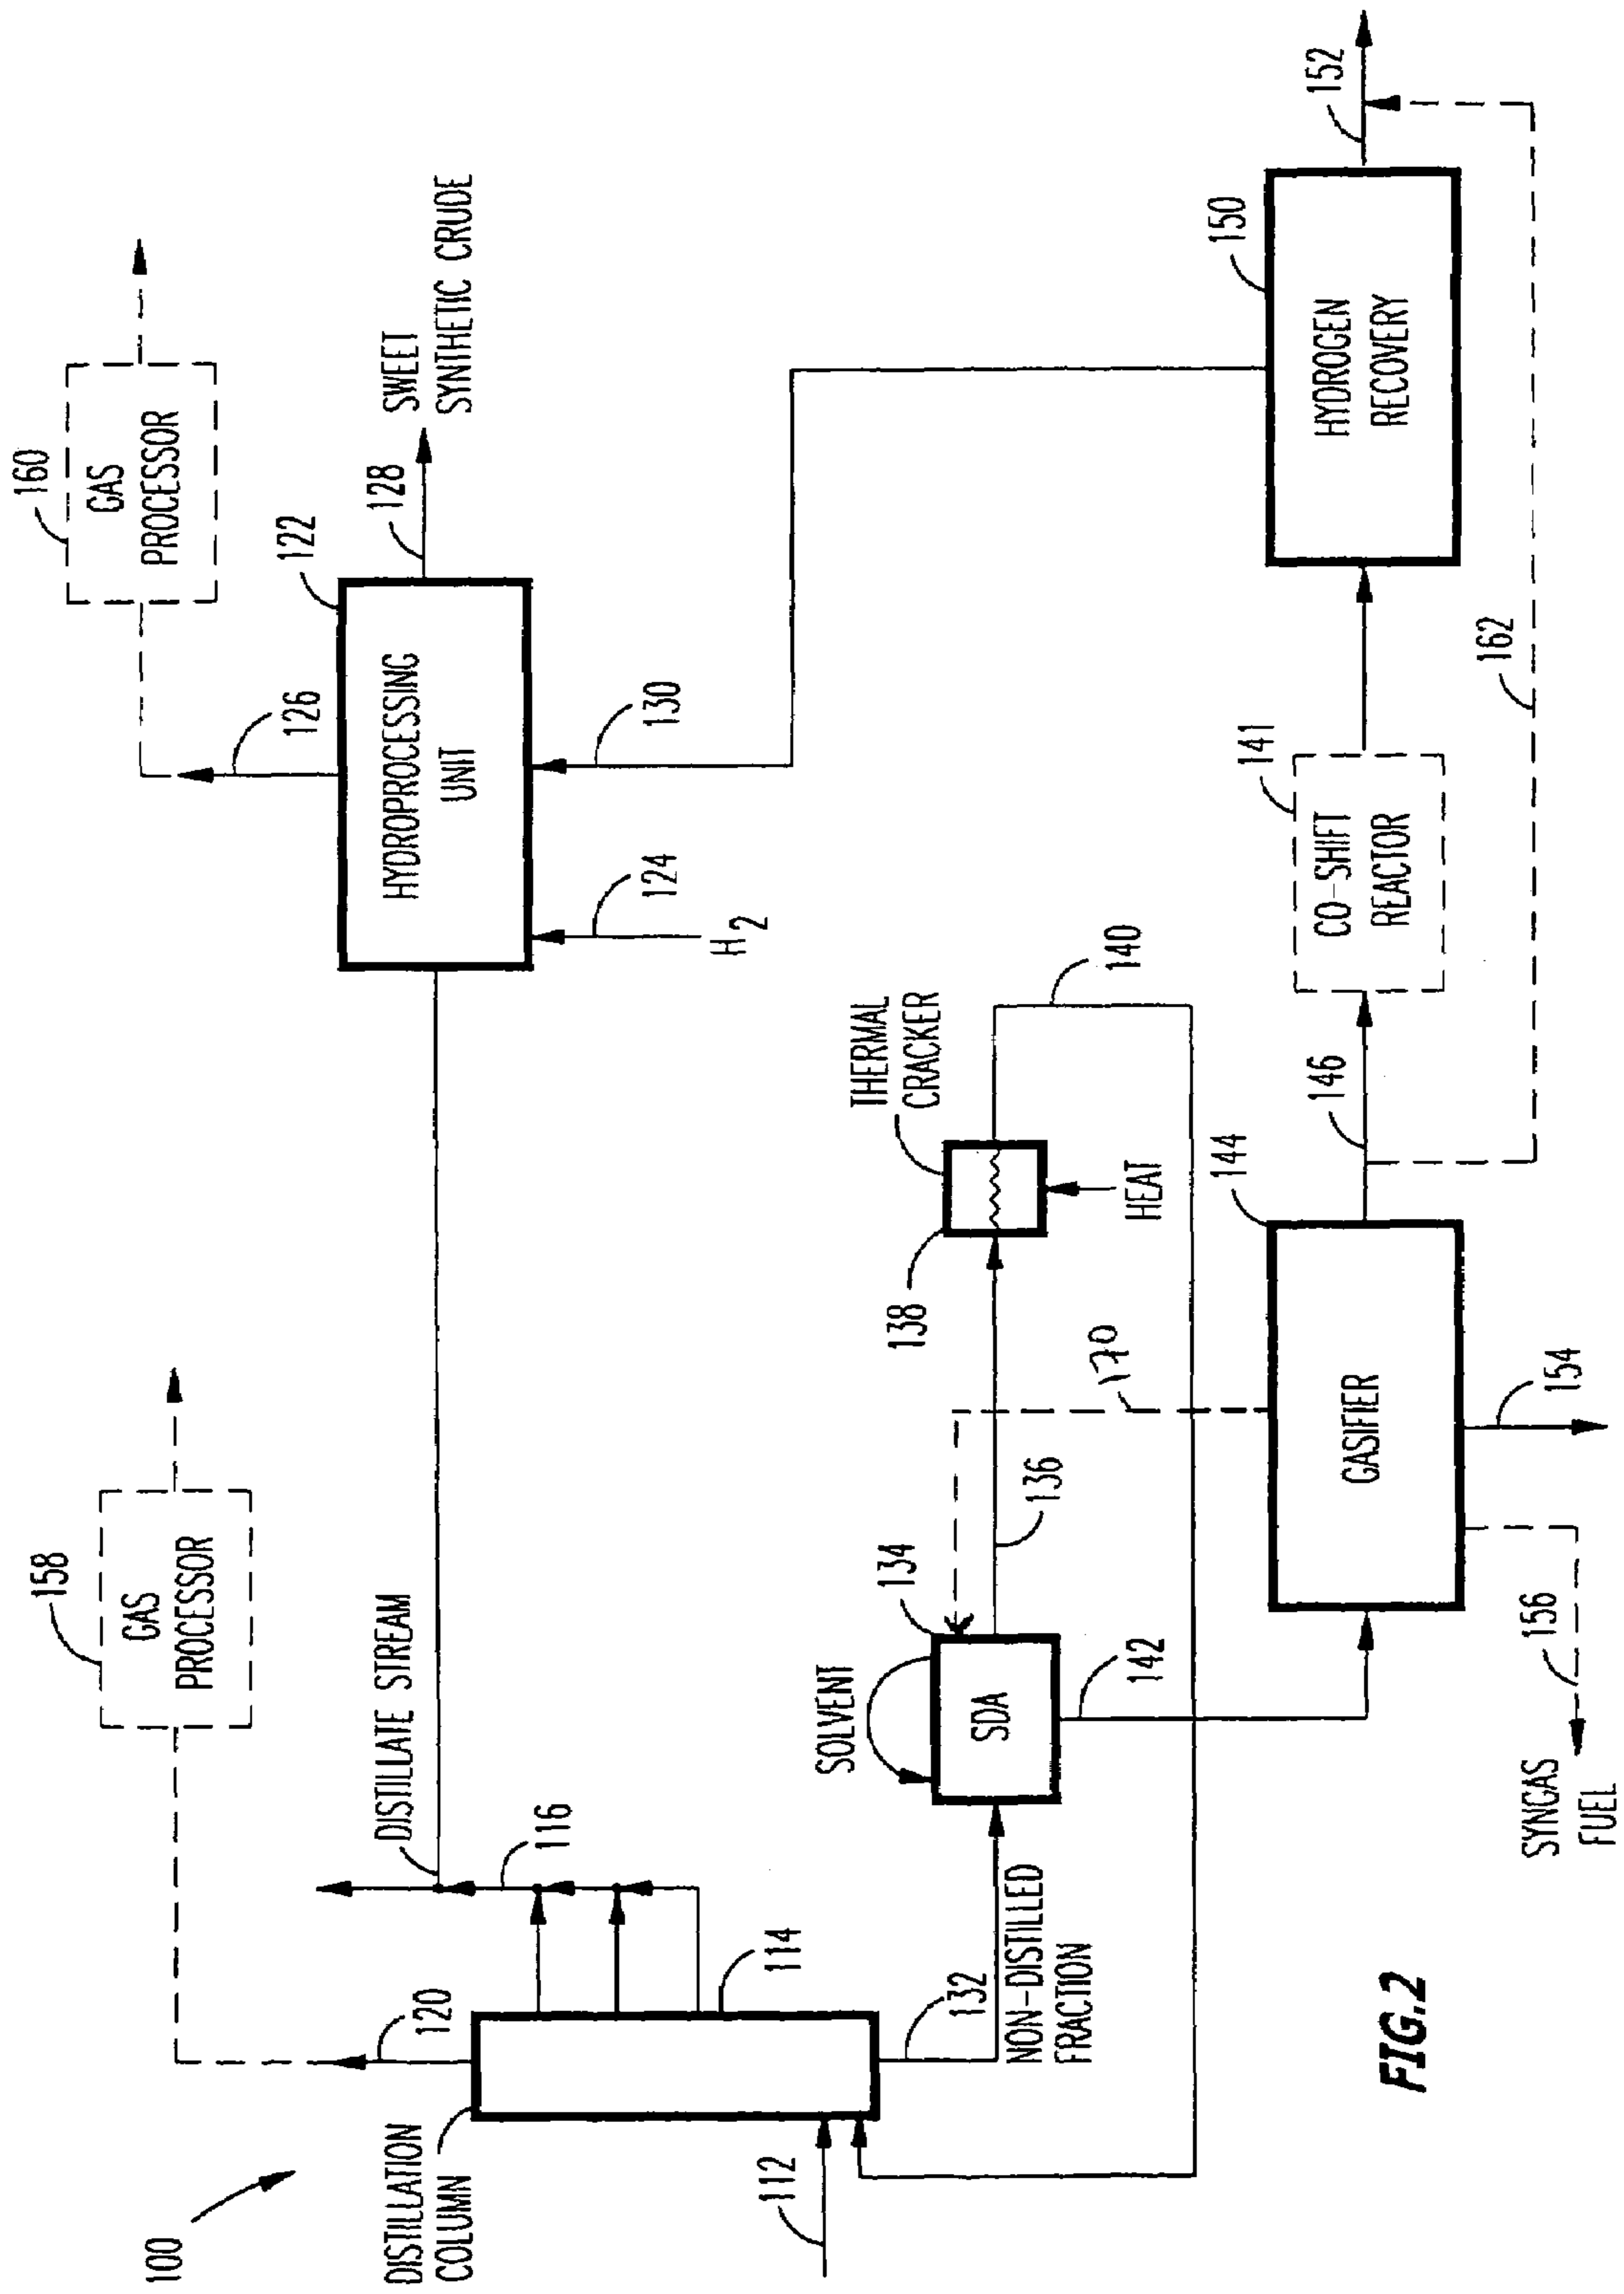 100
DISTILLATION
COLUMN
112
120
114
116
DISTILLATE STREAM
132
NON-DISTILLED
FRACTION
158
GAS
PROCESSOR
SOLVENT
SDA
134
142
136
170
138
THERMAL
CRACKER
HEAT
140
SYNGAS
FUEL
156
GASIFIER
154
144
146
162
CO-SHIFT
REACTOR
141
HYDROGEN
RECOVERY
150
152
H2
124
130
HYDROPROCESSING
UNIT
122
126
128
SWEET
SYNTHETIC CRUDE
160
GAS
PROCESSOR
FIG.2